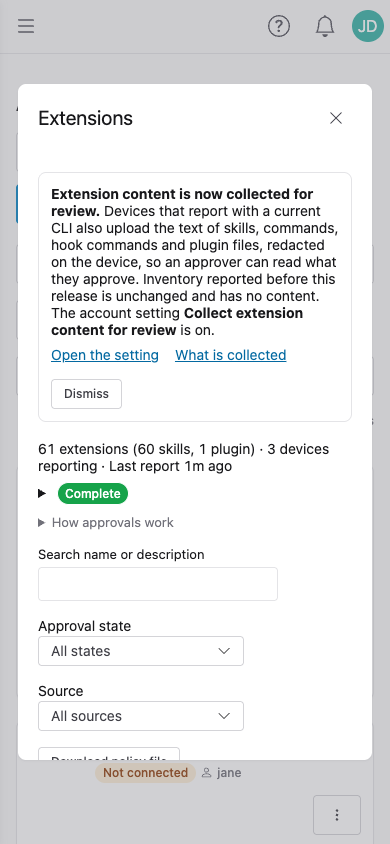 JD
Extensions
Extension content is now collected for
review. Devices that report with a current
CLI also upload the text of skills, commands,
hook commands and plugin files, redacted
on the device, so an approver can read what
they approve. Inventory reported before this
release is unchanged and has no content.
The account setting Collect extension
content for review is on.
Open the setting What is collected
Dismiss
61 extensions (60 skills, 1 plugin) · 3 devices
reporting · Last report 1m ago
Complete
How approvals work
Search name or description
Approval state
All states
Source
All sources
Download policy file
Not connected jane